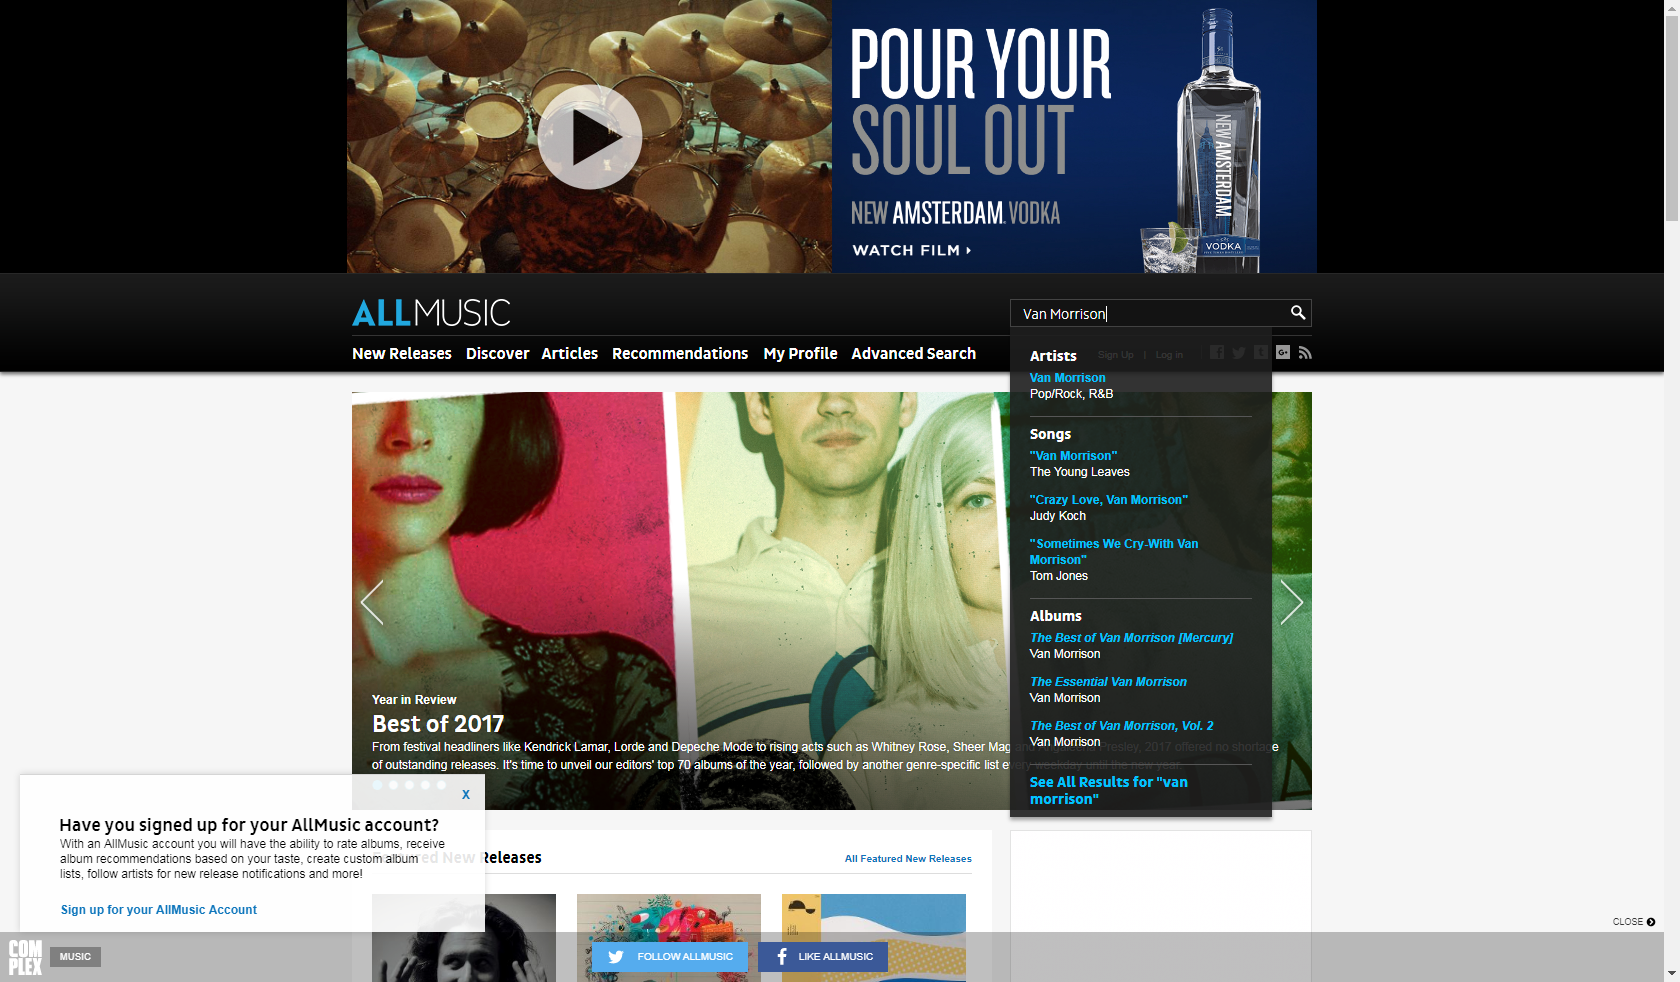 POUR YOUR
SOUL OUT
NEW AMSTERDAM VODKA
WATCH FILM
NEW AMSTERDAM
VODKA
ALLMUSIC
Van Morrison
New Releases Discover Articles Recommendations My Profile Advanced Search
Sign Up | Log in
Artists
Van Morrison
Pop/Rock, R&B
Songs
"Van Morrison"
The Young Leaves
"Crazy Love, Van Morrison"
Judy Koch
"Sometimes We Cry-With Van
Morrison"
Tom Jones
Albums
The Best of Van Morrison [Mercury]
Van Morrison
The Essential Van Morrison
Van Morrison
The Best of Van Morrison, Vol. 2
Van Morrison
See All Results for "van
morrison"
Year in Review
Best of 2017
From festival headliners like Kendrick Lamar, Lorde and Depeche Mode to rising acts such as Whitney Rose, Sheer Mag and Presley, 2017 offered no shortage
of outstanding releases. It's time to unveil our editors' top 70 albums of the year, followed by another genre-specific list every weekday until the new year.
X
Have you signed up for your AllMusic account?
With an AllMusic account you will have the ability to rate albums, receive
album recommendations based on your taste, create custom album
lists, follow artists for new release notifications and more!
Sign up for your AllMusic Account
Featured New Releases
All Featured New Releases
CLOSE
COMPLEX
MUSIC
FOLLOW ALLMUSIC
LIKE ALLMUSIC